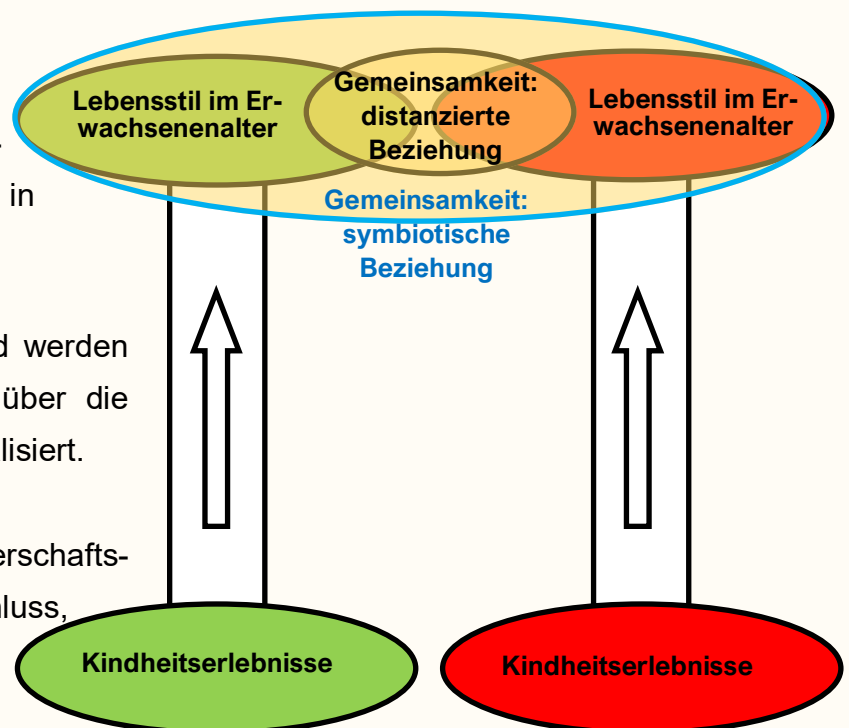 Lebensstil im Er-
wachsenenalter
Gemeinsamkeit:
distanzierte
Beziehung
Lebensstil im Er-
wachsenenalter
in
Gemeinsamkeit:
symbiotische
Beziehung
werden
über die
lisiert.
erschafts-
Kindheitserlebnisse
Kindheitserlebnisse